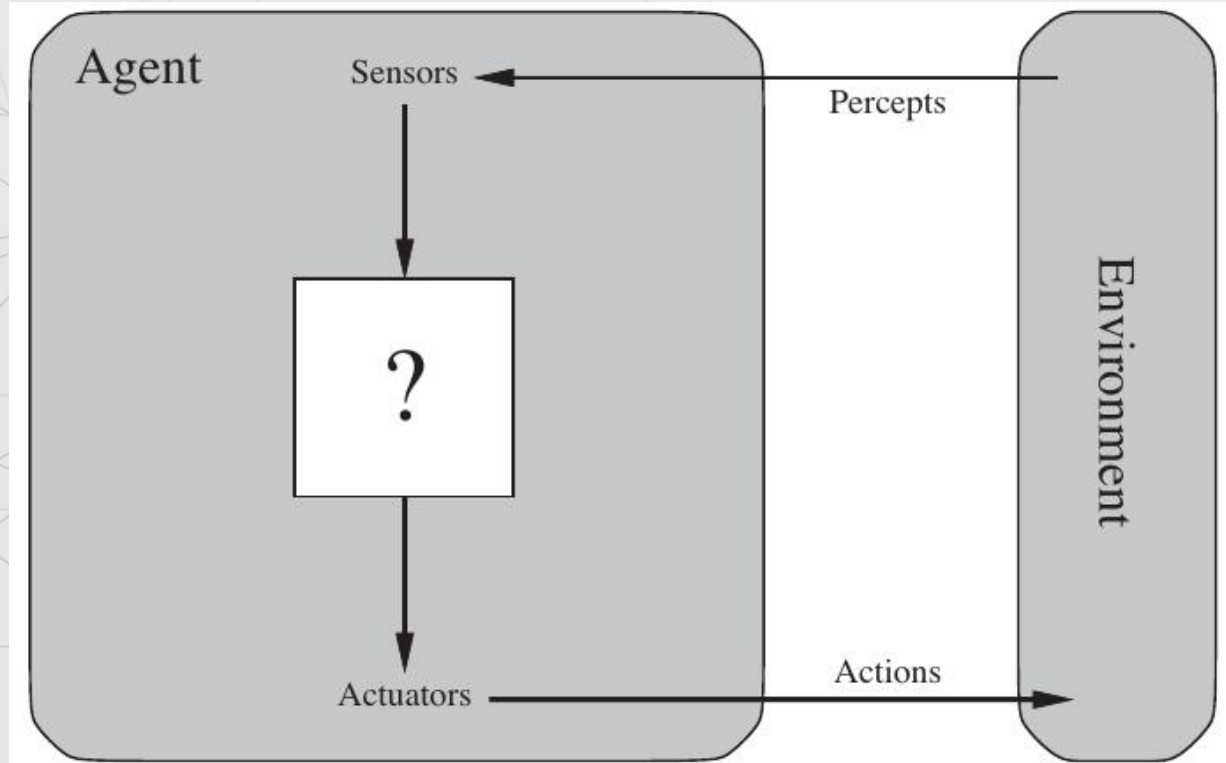 Agent
Sensors
Percepts
?
Environment
Actions
Actuators